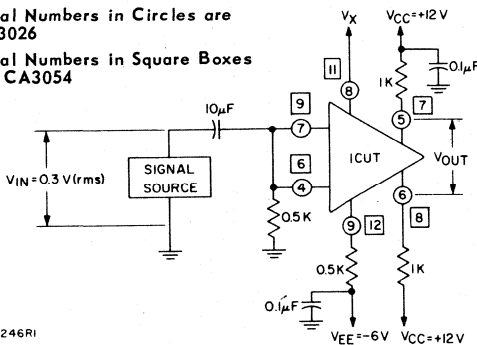 al Numbers in Circles are
3026
al Numbers in Square Boxes
CA3054
VX
VCC=+12V
0.1μF
11
8
1K
10μF
9
7
5
7
VIN=0.3 V(rms)
SIGNAL
SOURCE
6
4
ICUT
VOUT
6
0.5K
9
12
8
0.5K
1K
0.1μF
VEE=-6V
VCC=+12V
246R1